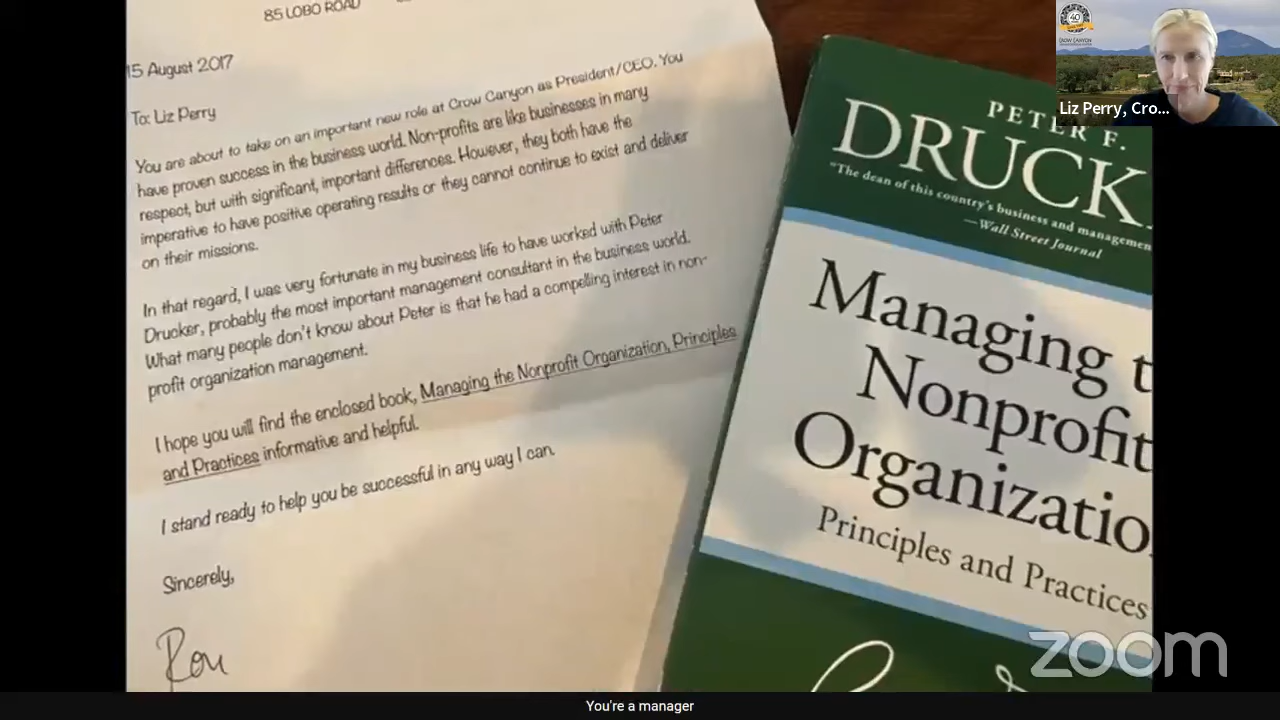 85 LOBO ROAD
15 August 2017
To: Liz Perry
You are about to take on an important new role at Crow Canyon as President/CEO. You
have proven success in the business world. Non-profits are like businesses in many
respect, but with significant, important differences. However, they both have the
imperative to have positive operating results or they cannot continue to exist and deliver
on their missions.
In that regard, I was very fortunate in my business life to have worked with Peter
Drucker, probably the most important management consultant in the business world.
What many people don't know about Peter is that he had a compelling interest in non-
profit organization management.
I hope you will find the enclosed book, Managing the Nonprofit Organization, Principles
and Practices informative and helpful.
I stand ready to help you be successful in any way I can.
Sincerely,
Ron
PETER F.
DRUCK
"The dean of this country's business and managemen
—Wall Street Journal
Managing t
Nonprofit
Organizatio
Principles and Practices
40
CROW CANYON
Liz Perry, Cro...
zoom
You're a manager